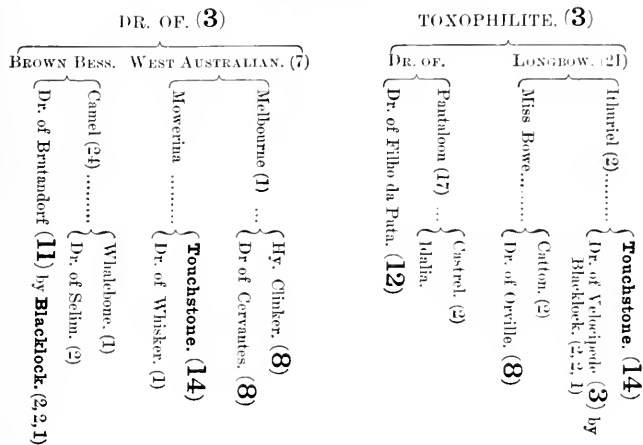 DR. OF. (3)
BROWN BESS. WEST AUSTRALIAN. (7)
Camel (24) .........
Dr. of Brutandorf (11) by Blacklock. (2, 2, 1)
Melbourne (1) ...
Mowerina .........
Whalebone. (1)
Dr. of Selim. (2)
Hy. Clinker. (8)
Dr of Cervantes. (8)
Touchstone. (14)
Dr. of Whisker. (1)
TOXOPHILITE. (3)
DR. OF. LONGBOW. (21)
Pantaloon (17) ...
Dr. of Filho da Puta. (12)
Ithuriel (2).........
Miss Bowe...
Castrel. (2)
Idalia.
Touchstone. (14)
Dr. of Velocipede (3) by
Blacklock. (2, 2, 1)
Catton. (2)
Dr. of Orville. (8)